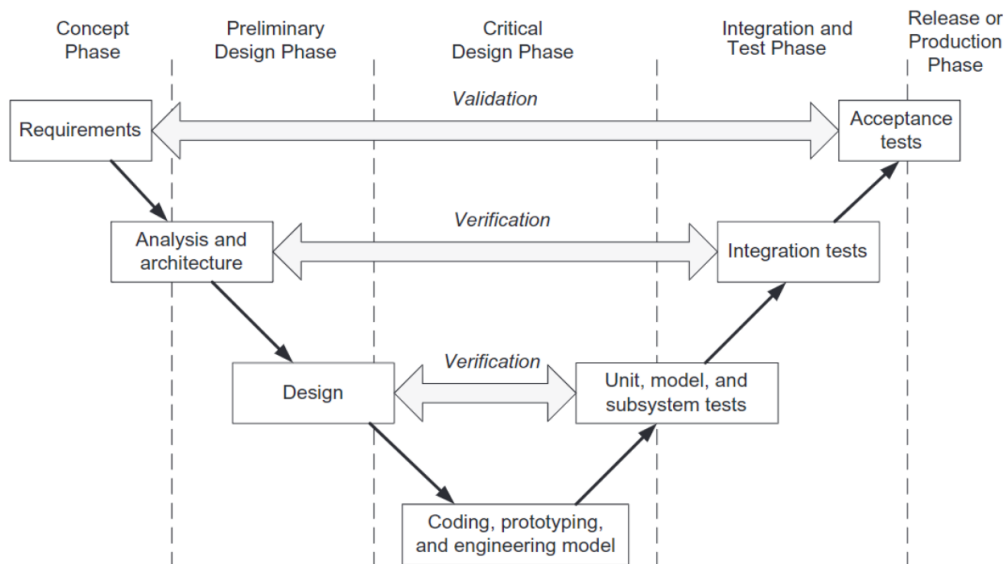 Concept
Phase
Preliminary
Design Phase
Critical
Design Phase
Integration and
Test Phase
Release or
Production
Phase
Validation
Requirements
Acceptance
tests
Verification
Analysis and
architecture
Integration tests
Verification
Design
Unit, model, and
subsystem tests
Coding, prototyping,
and engineering model